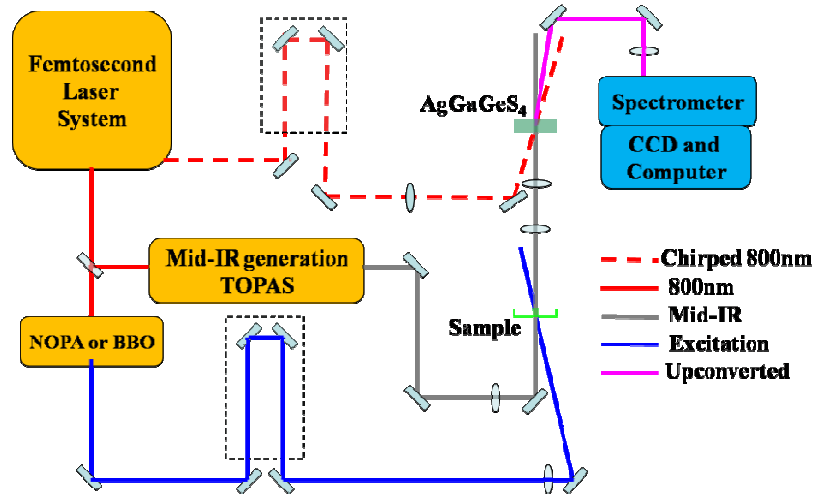 Femtosecond
Laser
System
AgGaGeS4
Spectrometer
CCD and
Computer
Mid-IR generation
TOPAS
Sample
NOPA or BBO
Chirped 800nm
800nm
Mid-IR
Excitation
Upconverted